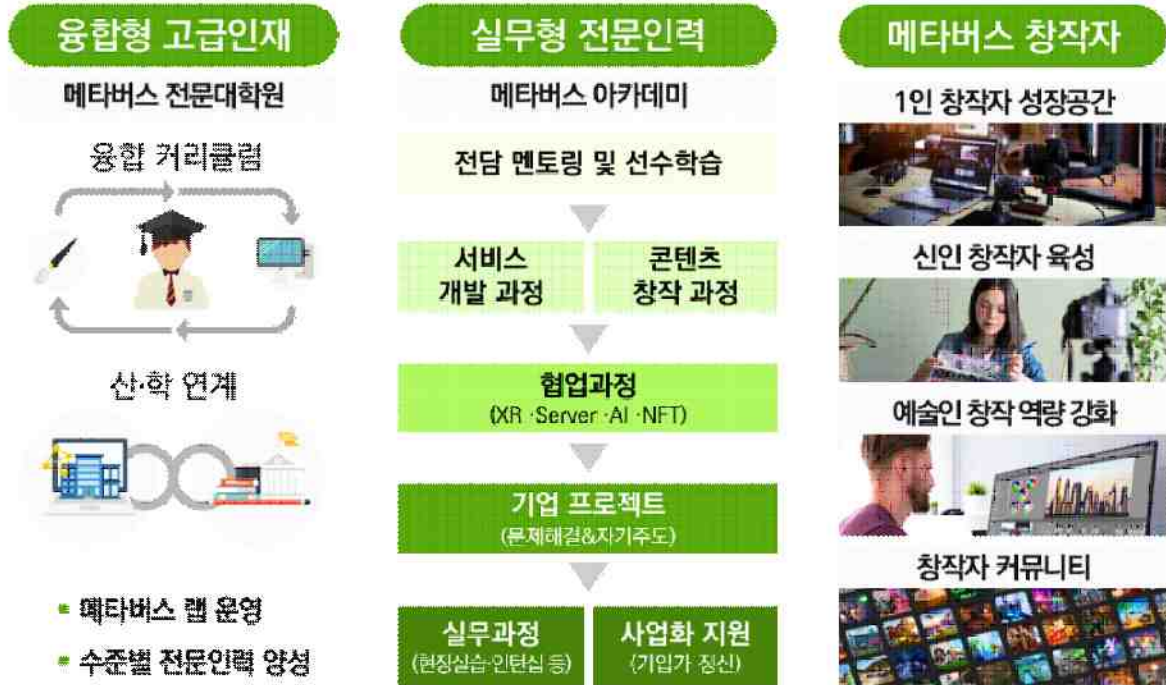 융합형 고급인재
메타버스 전문대학원
융합 커리큘럼
산·학 연계
메타버스 랩 운영
수준별 전문인력 양성
실무형 전문인력
메타버스 아카데미
전담 멘토링 및 선수학습
서비스
개발 과정
콘텐츠
창작 과정
협업과정
(XR ·Server ·AI ·NFT)
기업 프로젝트
(문제해결&자기주도)
실무과정
(현장실습·인턴십 등)
사업화 지원
(기업가 정신)
메타버스 창작자
1인 창작자 성장공간
신인 창작자 육성
예술인 창작 역량 강화
창작자 커뮤니티